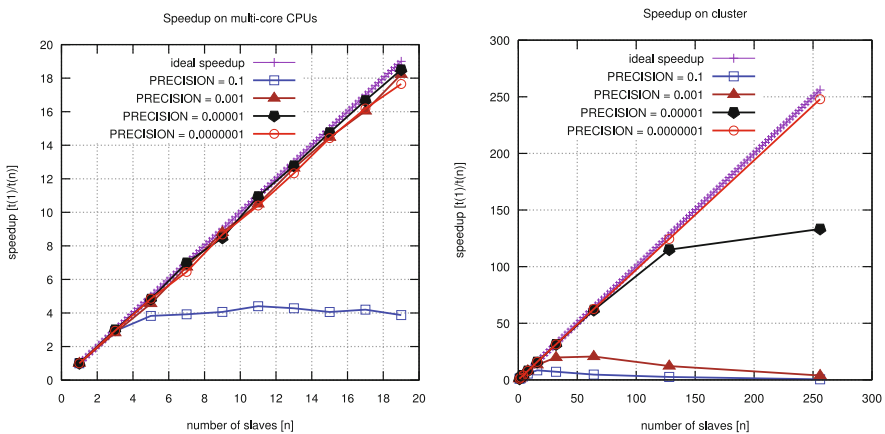 Speedup on multi-core CPUs
speedup [t(1)/t(n)]
20
18
16
14
12
10
8
6
4
2
0
ideal speedup
PRECISION = 0.1
PRECISION = 0.001
PRECISION = 0.00001
PRECISION = 0.0000001
0 2 4 6 8 10 12 14 16 18 20
number of slaves [n]
Speedup on cluster
speedup [t(1)/t(n)]
300
250
200
150
100
50
0
ideal speedup
PRECISION = 0.1
PRECISION = 0.001
PRECISION = 0.00001
PRECISION = 0.0000001
0 50 100 150 200 250 300
number of slaves [n]